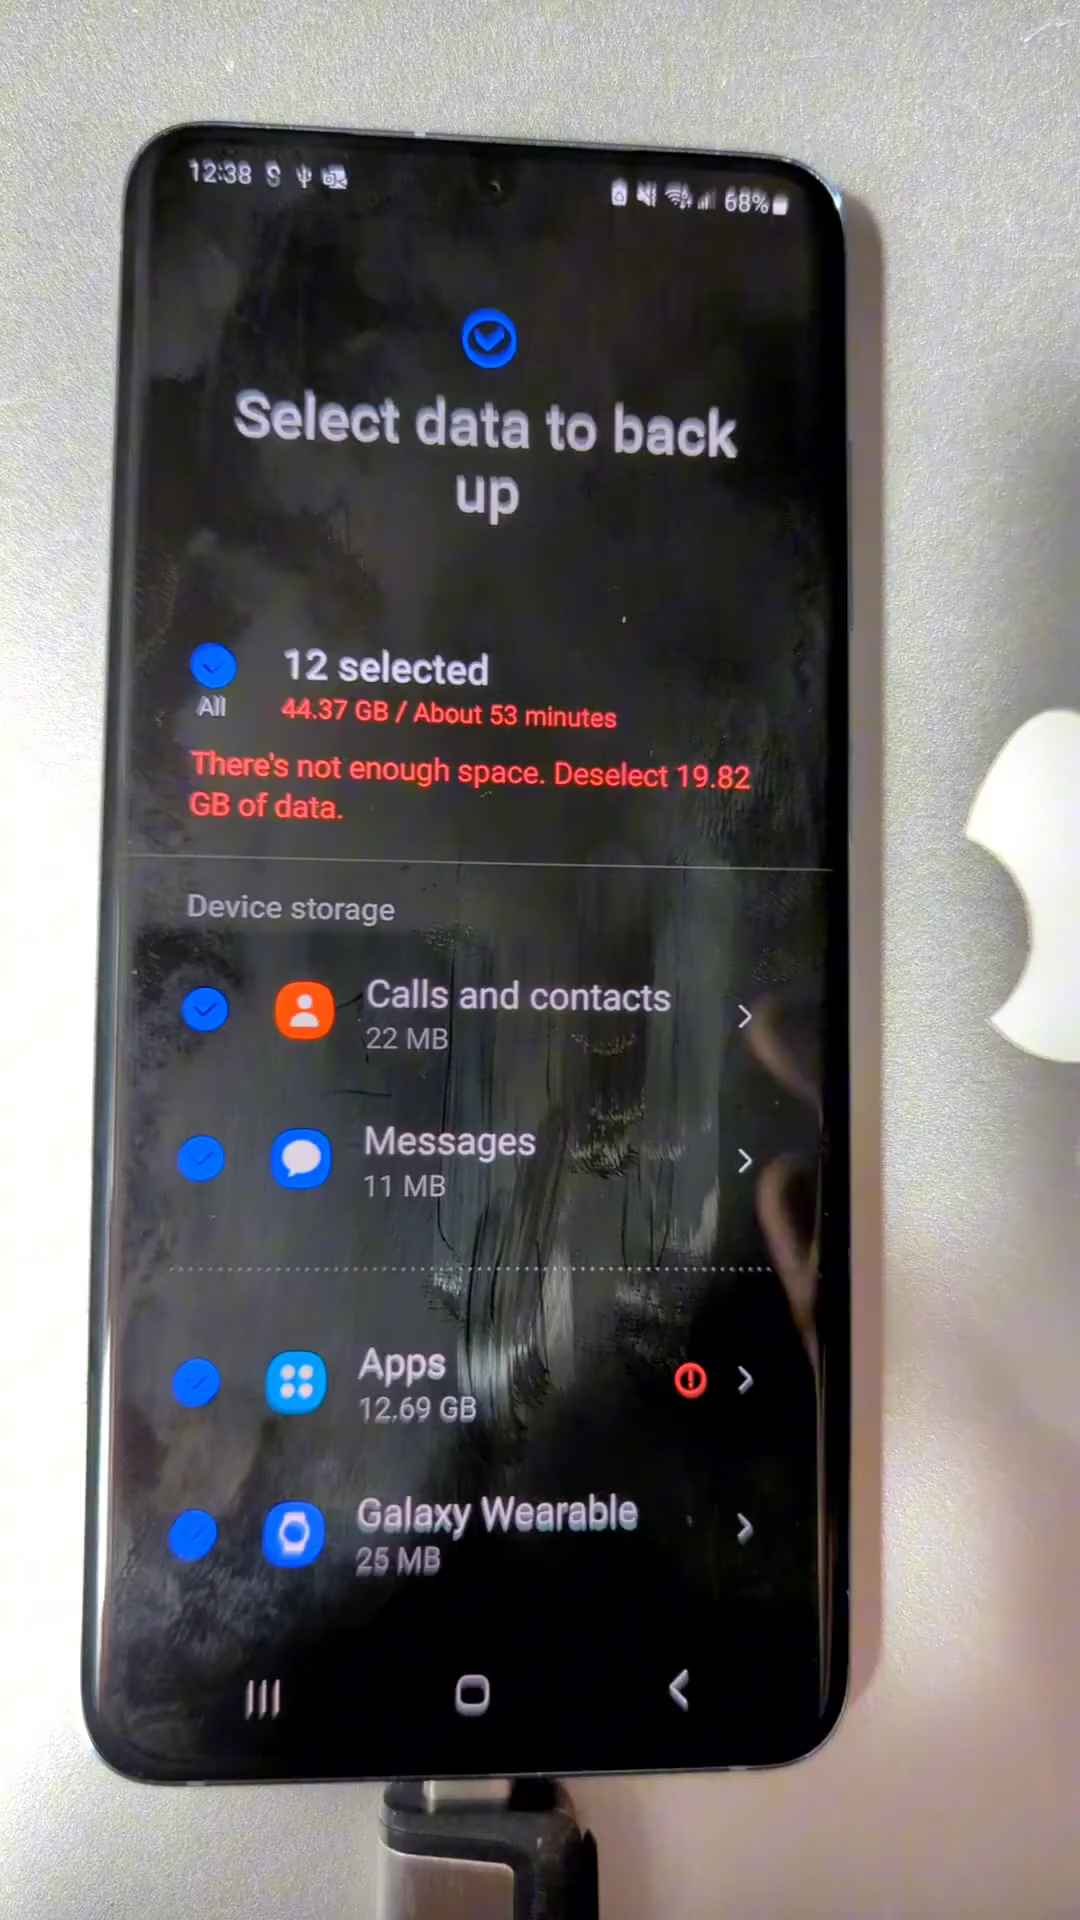 12:38
68%
Select data to back
up
12 selected
All
44.37 GB / About 53 minutes
There's not enough space. Deselect 19.82
GB of data.
Device storage
Calls and contacts
22 MB
Messages
11 MB
Apps
12.69 GB
Galaxy Wearable
25 MB